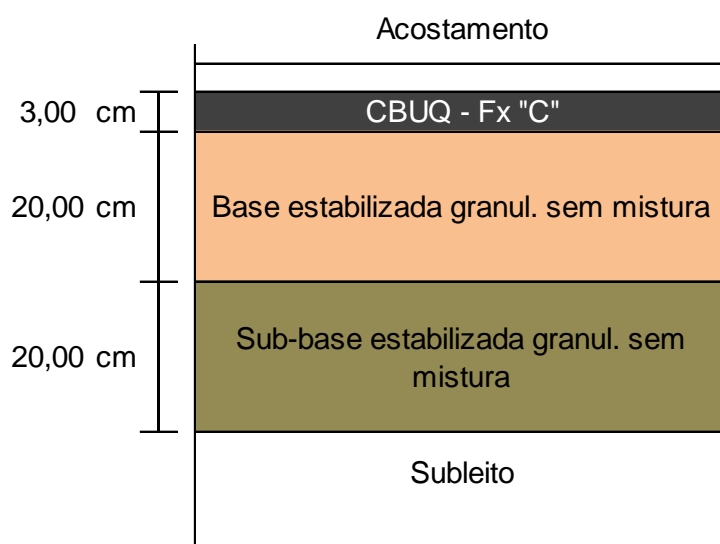 Acostamento
3,00 cm
CBUQ - Fx "C"
20,00 cm
Base estabilizada granul. sem mistura
20,00 cm
Sub-base estabilizada granul. sem
mistura
Subleito